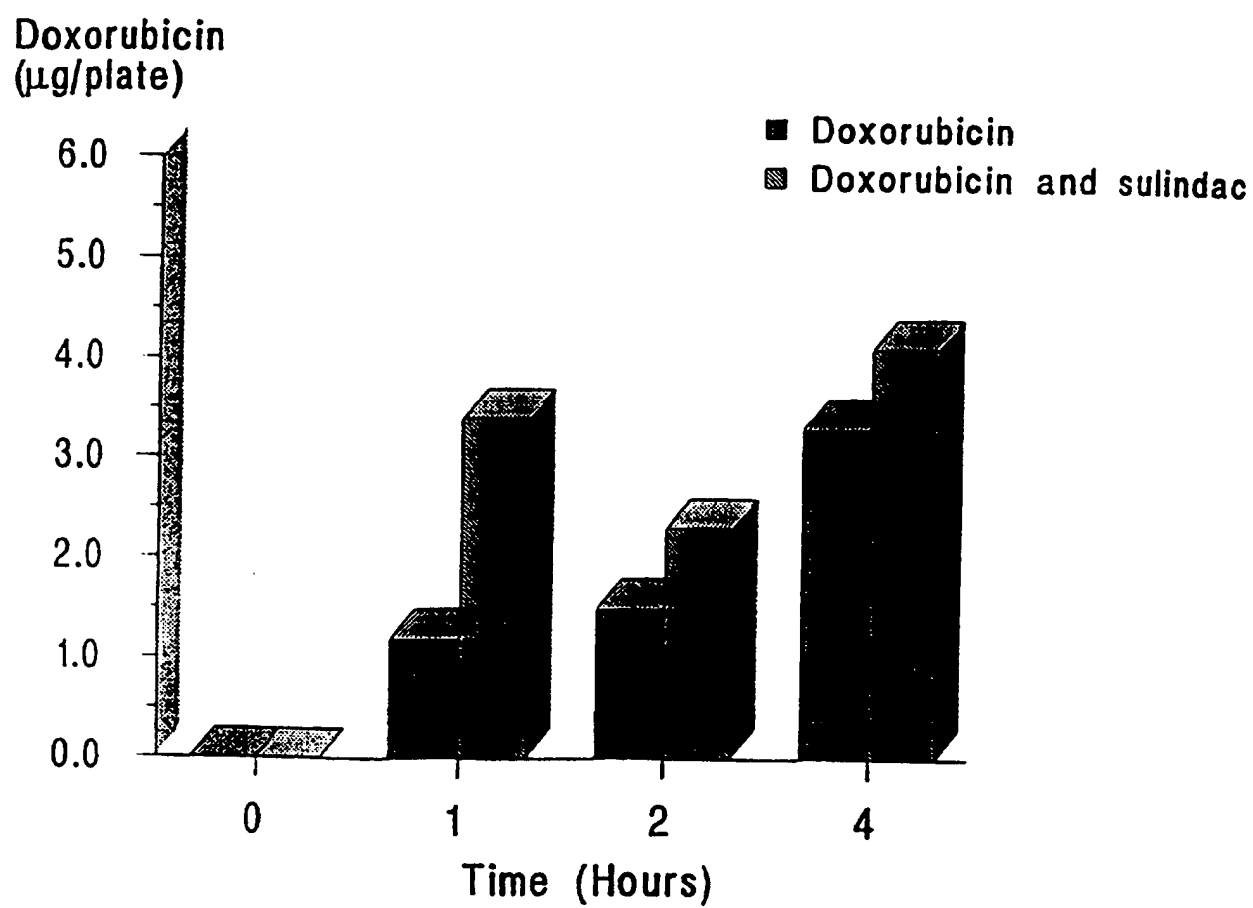 Doxorubicin
(μg/plate)
Doxorubicin
Doxorubicin and sulindac
6.0
5.0
4.0
3.0
2.0
1.0
0.0
0 1 2 4
Time (Hours)